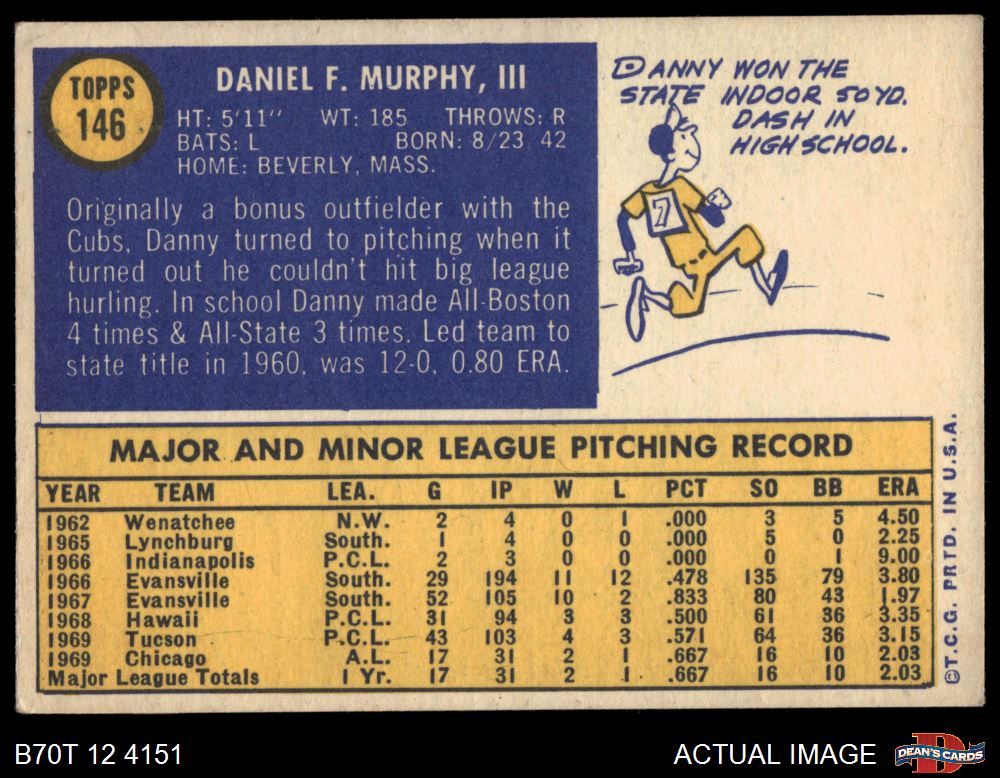 TOPPS
146
DANIEL F. MURPHY, III
HT: 5'11" WT: 185 THROWS: R
BATS: L BORN: 8/23 42
HOME: BEVERLY, MASS.
Originally a bonus outfielder with the
Cubs, Danny turned to pitching when it
turned out he couldn't hit big league
hurling. In school Danny made All-Boston
4 times & All-State 3 times. Led team to
state title in 1960, was 12-0, 0.80 ERA.
DANNY WON THE
STATE INDOOR 50 YD.
DASH IN
HIGH SCHOOL.
7
MAJOR AND MINOR LEAGUE PITCHING RECORD
YEAR TEAM LEA. G IP W L PCT SO BB ERA
1962 Wenatchee N.W. 2 4 0 1 .000 3 5 4.50
1965 Lynchburg South. 1 4 0 0 .000 5 0 2.25
1966 Indianapolis P.C.L. 2 3 0 0 .000 0 1 9.00
1966 Evansville South. 29 194 11 12 .478 135 79 3.80
1967 Evansville South. 52 105 10 2 .833 80 43 1.97
1968 Hawaii P.C.L. 31 94 3 3 .500 61 36 3.35
1969 Tucson P.C.L. 43 103 4 3 .571 64 36 3.15
1969 Chicago A.L. 17 31 2 1 .667 16 10 2.03
Major League Totals 1 Yr. 17 31 2 1 .667 16 10 2.03
©T.C.G. PRTD. IN U.S.A.
B70T 12 4151
ACTUAL IMAGE
D
DEAN'S CARDS